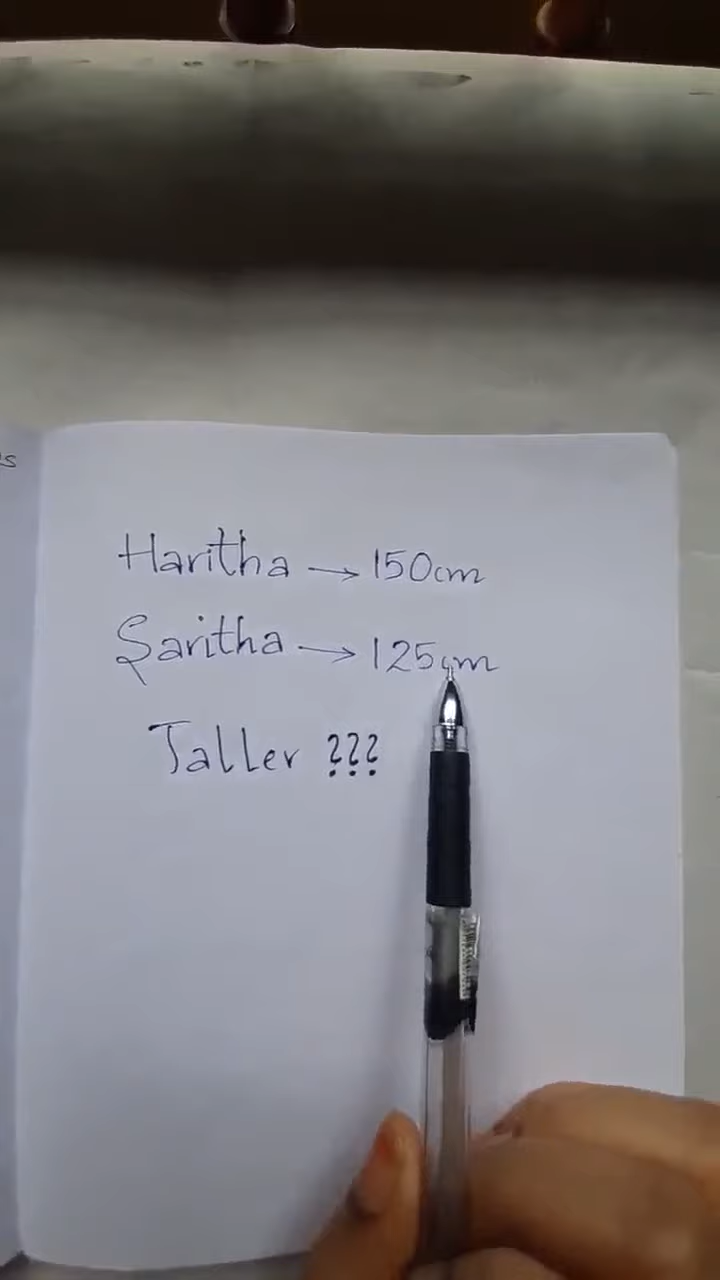 s
Haritha → 150cm
Saritha → 125cm
Taller ???